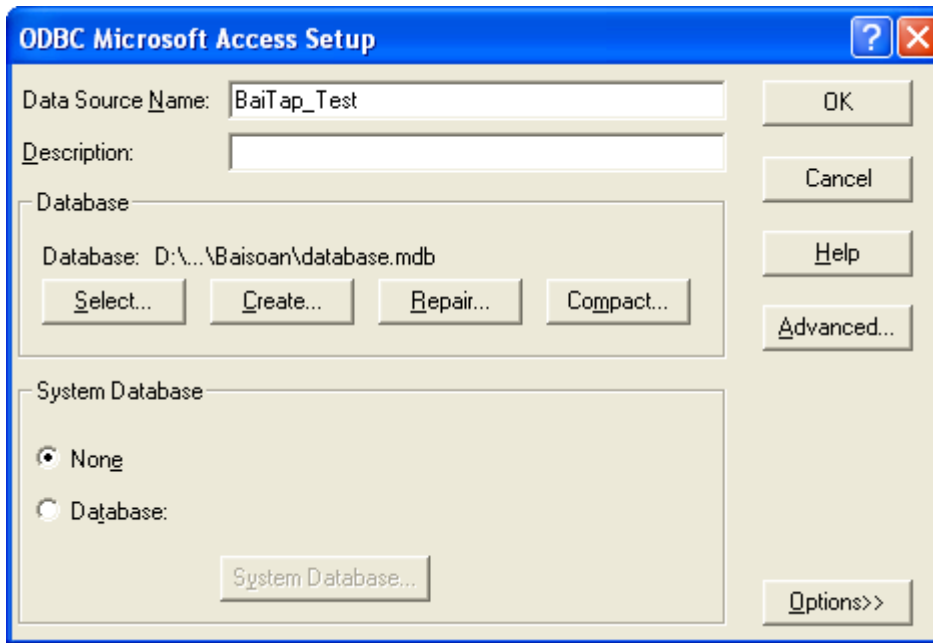 ODBC Microsoft Access Setup
?
Data Source Name: BaiTap_Test
OK
Description:
Cancel
Database
Database: D:\...\Baisoan\database.mdb
Help
Select... Create... Repair... Compact...
Advanced...
System Database
None
Database:
System Database...
Options>>